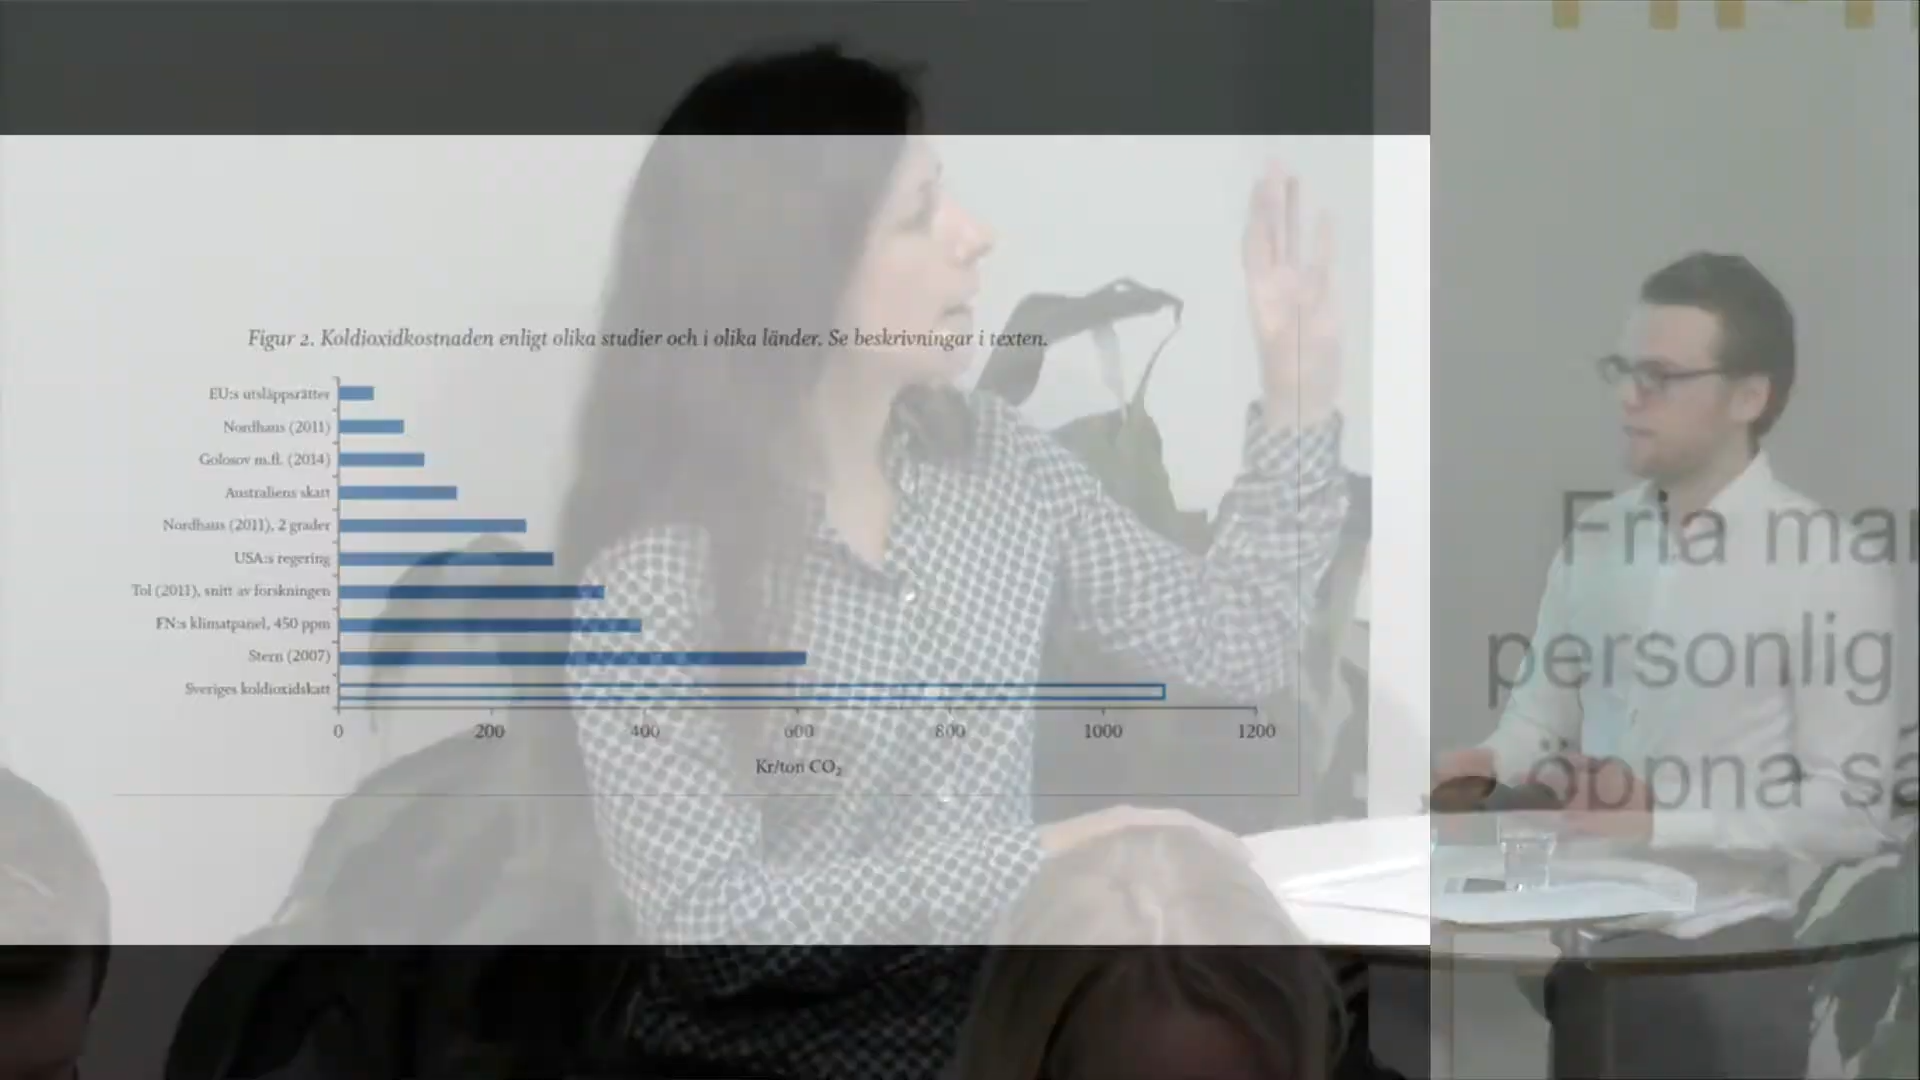 Figur 2. Koldioxidkostnaden enligt olika studier och i olika länder. Se beskrivningar i texten.
EU:s utsläppsrätter
Nordhaus (2011)
Golosov m.fl. (2014)
Australiens skatt
Nordhaus (2011), 2 grader
USA:s regering
Tol (2011), snitt av forskningen
FN:s klimatpanel, 450 ppm
Stern (2007)
Sveriges koldioxidskatt
0 200 400 600 800 1000 1200
Kr/ton CO₂
Fria
personlig
öppna